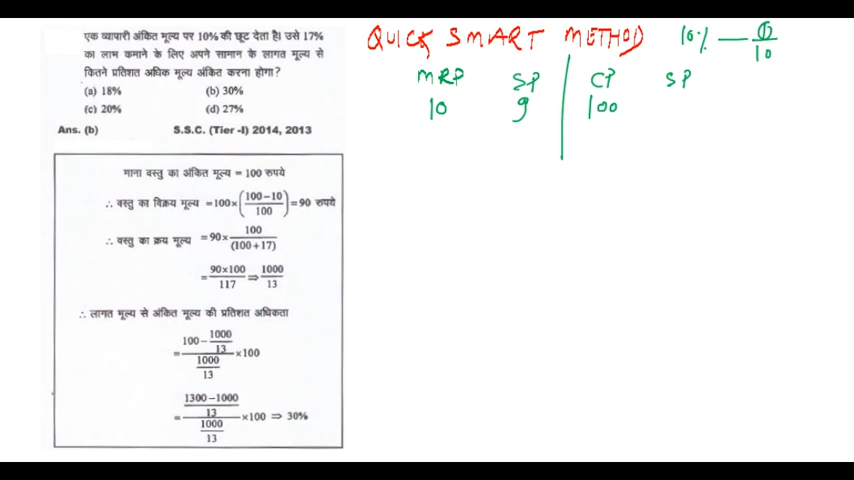 एक व्यापारी अंकित मूल्य पर 10% की छूट देता है। उसे 17%
का लाभ कमाने के लिए अपने सामान के लागत मूल्य से
कितने प्रतिशत अधिक मूल्य अंकित करना होगा?
(a) 18% (b) 30%
(c) 20% (d) 27%
Ans. (b) S.S.C. (Tier -I) 2014, 2013
माना वस्तु का अंकित मूल्य = 100 रुपये
∴ वस्तु का विक्रय मूल्य =100×(100−10/100)=90 रुपये
∴ वस्तु का क्रय मूल्य =90×100/(100+17)
=90×100/117⇒1000/13
∴ लागत मूल्य से अंकित मूल्य की प्रतिशत अधिकता
=(100−1000/13)/(1000/13)×100
=((1300−1000)/13)/(1000/13)×100 ⇒ 30%
QUICK SMART METHOD 10% — 1/10
MRP SP CP SP
10 9 100